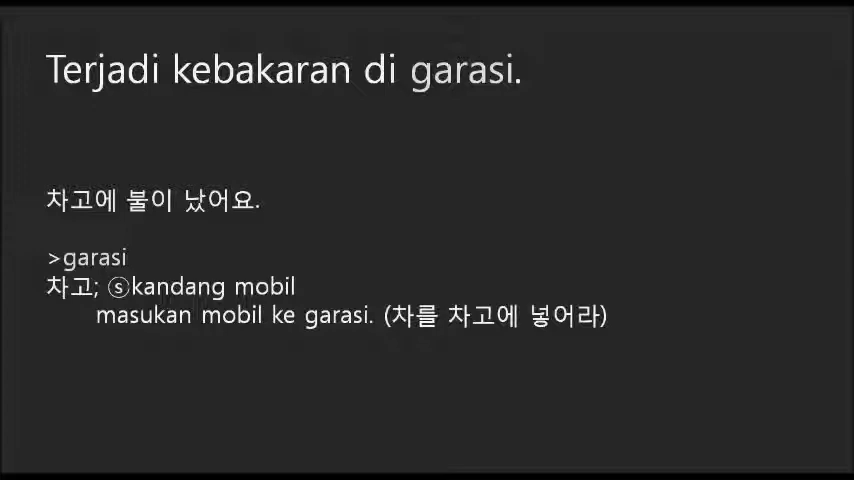 Terjadi kebakaran di garasi.
차고에 불이 났어요.
>garasi
차고; ⓢkandang mobil
masukan mobil ke garasi. (차를 차고에 넣어라)